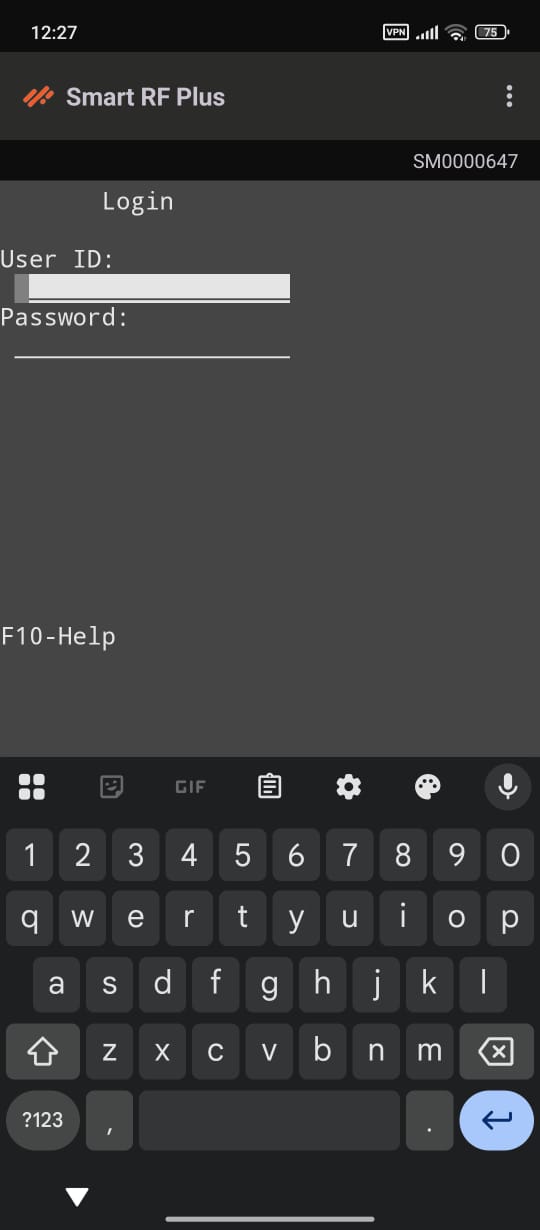 12:27 VPN 75
Smart RF Plus
SM0000647
Login
User ID:
Password:
F10-Help
GIF
1 2 3 4 5 6 7 8 9 0
q w e r t y u i o p
a s d f g h j k l
z x c v b n m
?123 , .